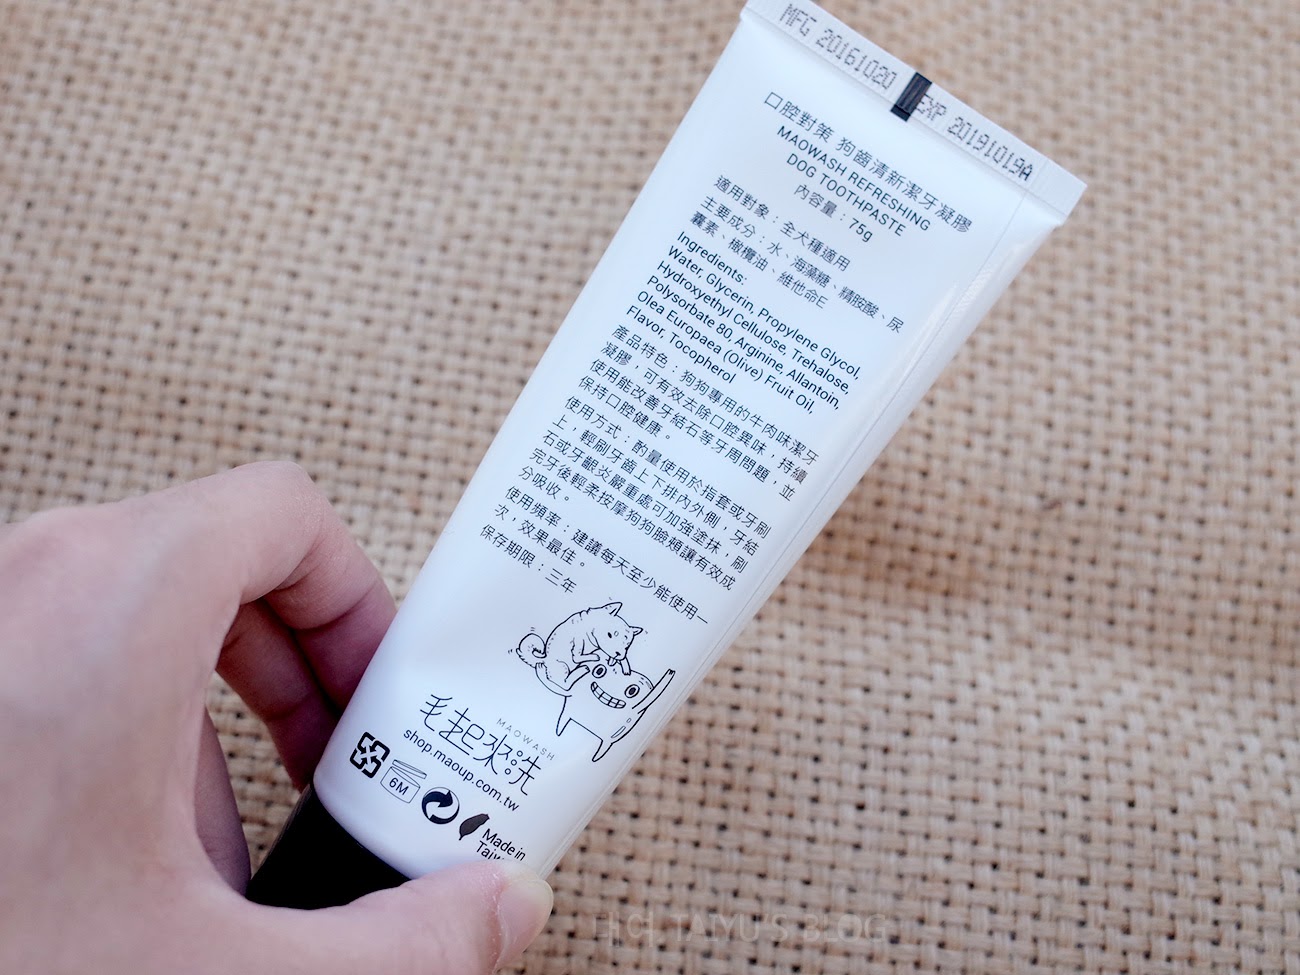 MFG 20161020 EXP 20191019A
口腔對策 狗齒清新潔牙凝膠
MAOWASH REFRESHING
DOG TOOTHPASTE
內容量：75g
適用對象：全犬種適用
主要成分：水、海藻糖、精胺酸、尿
囊素、橄欖油、維他命E
Ingredients:
Water, Glycerin, Propylene Glycol,
Hydroxyethyl Cellulose, Trehalose,
Polysorbate 80, Arginine, Allantoin,
Olea Europaea (Olive) Fruit Oil,
Flavor, Tocopherol
產品特色：狗狗專用的牛肉味潔牙
凝膠，可有效去除口腔異味，持續
使用能改善牙結石等牙周問題，並
保持口腔健康。
使用方式：酌量使用於指套或牙刷
上，輕刷牙齒上下排內外側，牙結
石或牙齦炎嚴重處可加強塗抹，刷
完牙後輕柔按摩狗狗臉頰讓有效成
分吸收。
使用頻率：建議每天至少能使用一
次，效果最佳。
保存期限：三年
MAOWASH
毛起來洗
shop.maoup.com.tw
6M
Made in
대여 TAIYU'S BLOG